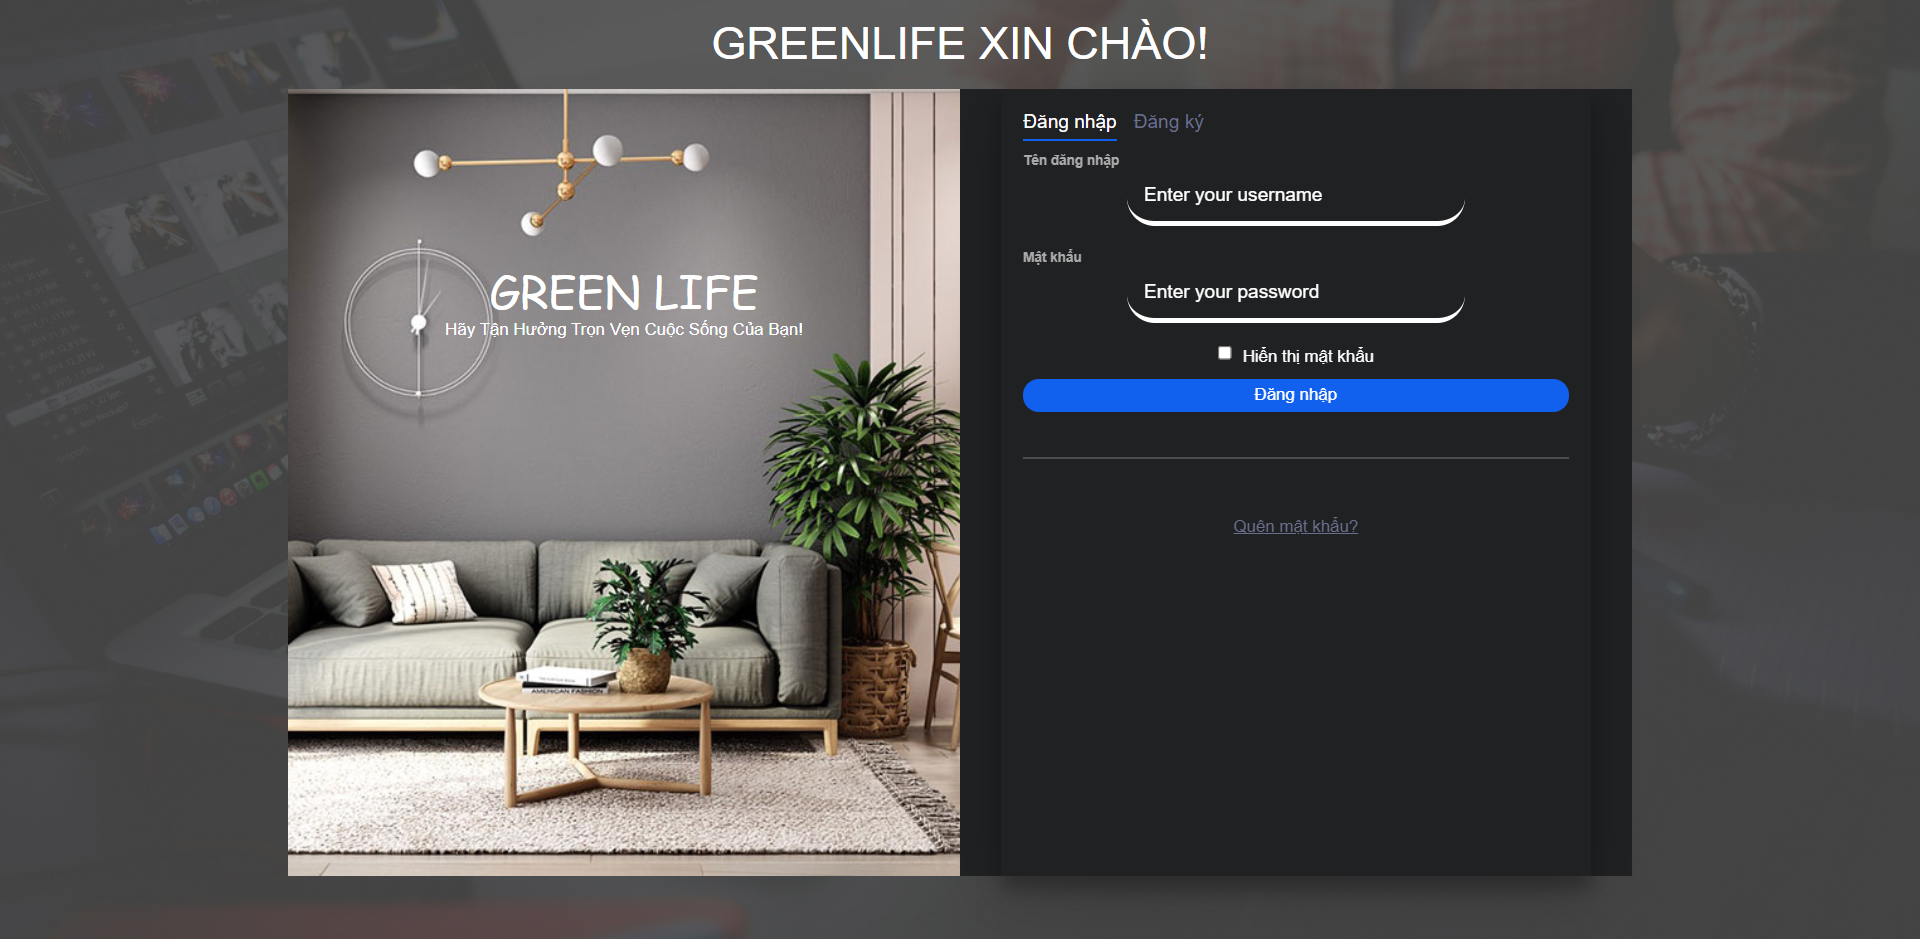 GREENLIFE XIN CHÀO!
GREEN LIFE
Hãy Tận Hưởng Trọn Vẹn Cuộc Sống Của Bạn!
AMERICAN FASHION
Đăng nhập Đăng ký
Tên đăng nhập
Enter your username
Mật khẩu
Enter your password
Hiển thị mật khẩu
Đăng nhập
Quên mật khẩu?